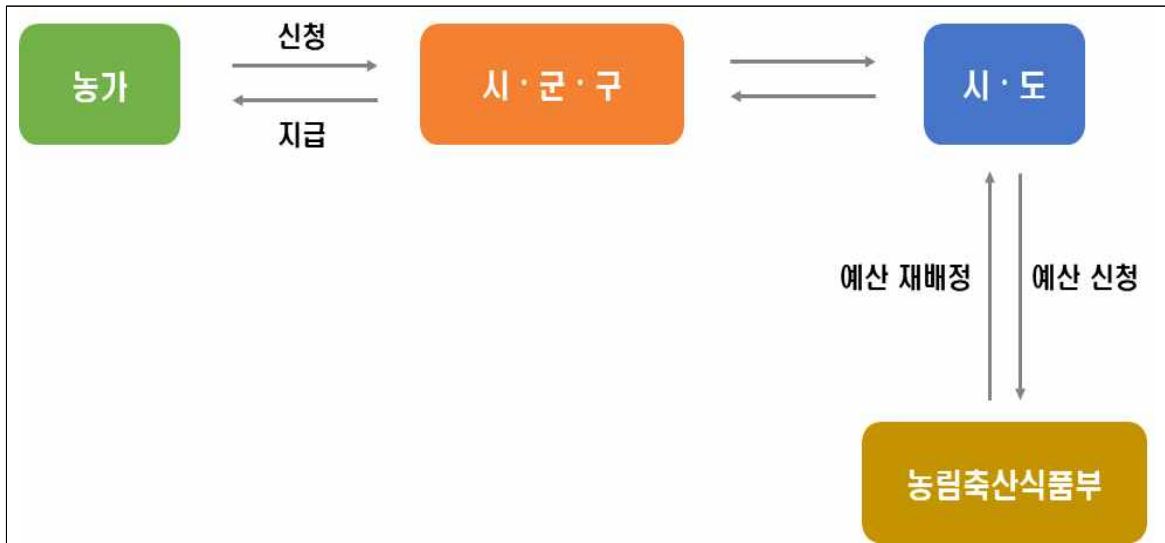 신청
농가
시 · 군 · 구
시 · 도
지급
예산 재배정
예산 신청
농림축산식품부